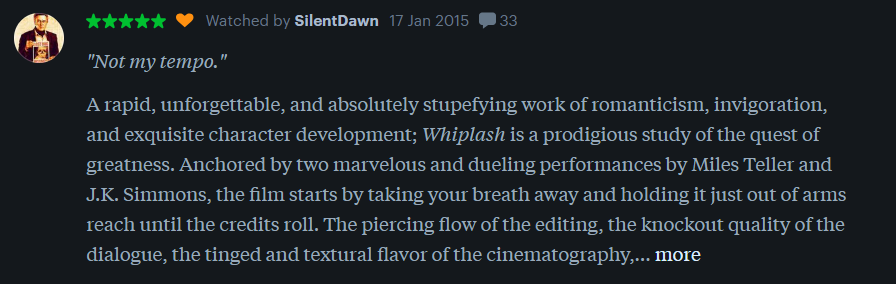 ★★★★★ Watched by SilentDawn 17 Jan 2015 33
"Not my tempo."
A rapid, unforgettable, and absolutely stupefying work of romanticism, invigoration,
and exquisite character development; Whiplash is a prodigious study of the quest of
greatness. Anchored by two marvelous and dueling performances by Miles Teller and
J.K. Simmons, the film starts by taking your breath away and holding it just out of arms
reach until the credits roll. The piercing flow of the editing, the knockout quality of the
dialogue, the tinged and textural flavor of the cinematography,... more